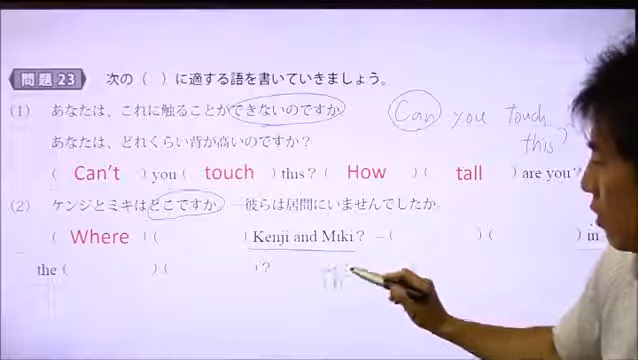 問題23 次の（ ）に適する語を書いていきましょう。
(1) あなたは、これに触ることができないのですか
Can you touch
this?
あなたは、どれくらい背が高いのですか？
( Can't ) you ( touch ) this？( How ) ( tall ) are you？
(2) ケンジとミキはどこですか —彼らは居間にいませんでしたか
( Where ) ( ) Kenji and Miki？ –( ) ( ) in
the ( ) ( )？